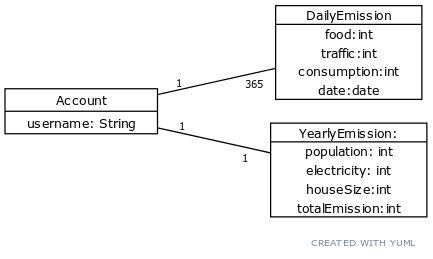 DailyEmission
food:int
traffic:int
consumption:int
date:date
1
365
Account
username: String
1
1
YearlyEmission:
population: int
electricity: int
houseSize:int
totalEmission:int
CREATED WITH YUML